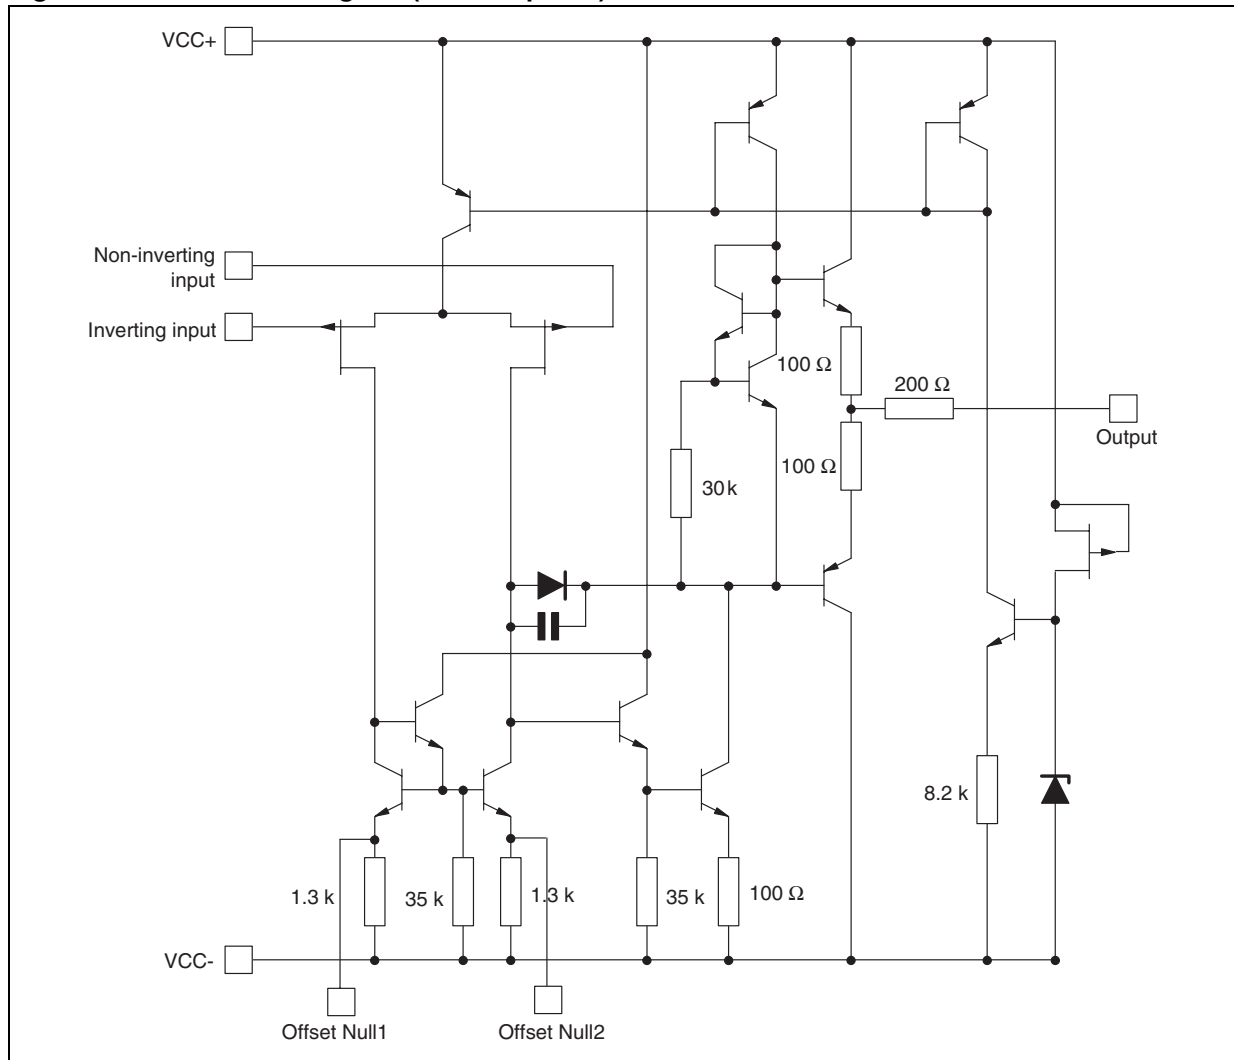 VCC+
Non-inverting
input
Inverting input
100 Ω
200 Ω
Output
100 Ω
30k
8.2 k
1.3 k
35 k
1.3 k
35 k
100 Ω
VCC-
Offset Null1
Offset Null2